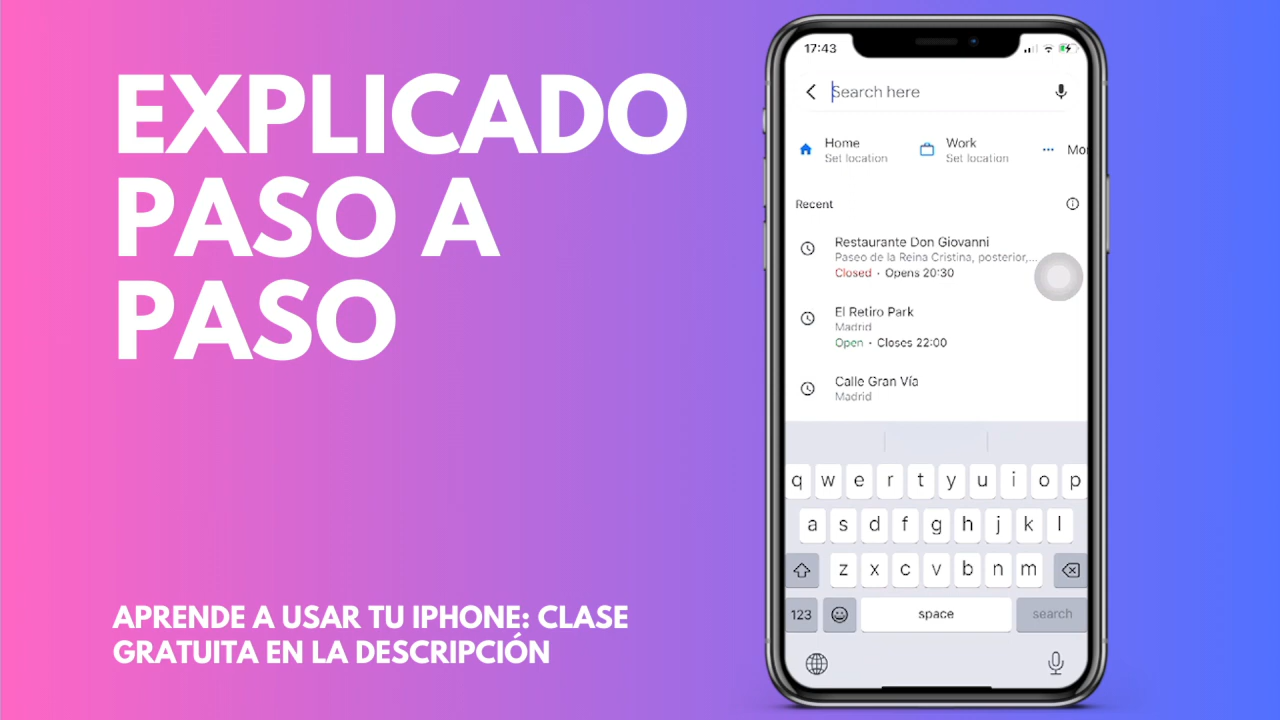 EXPLICADO
PASO A
PASO
APRENDE A USAR TU IPHONE: CLASE
GRATUITA EN LA DESCRIPCIÓN
17:43
Search here
Home
Set location
Work
Set location
Mor
Recent
Restaurante Don Giovanni
Paseo de la Reina Cristina, posterior,...
Closed · Opens 20:30
El Retiro Park
Madrid
Open · Closes 22:00
Calle Gran Vía
Madrid
q w e r t y u i o p
a s d f g h j k l
z x c v b n m
123 space search